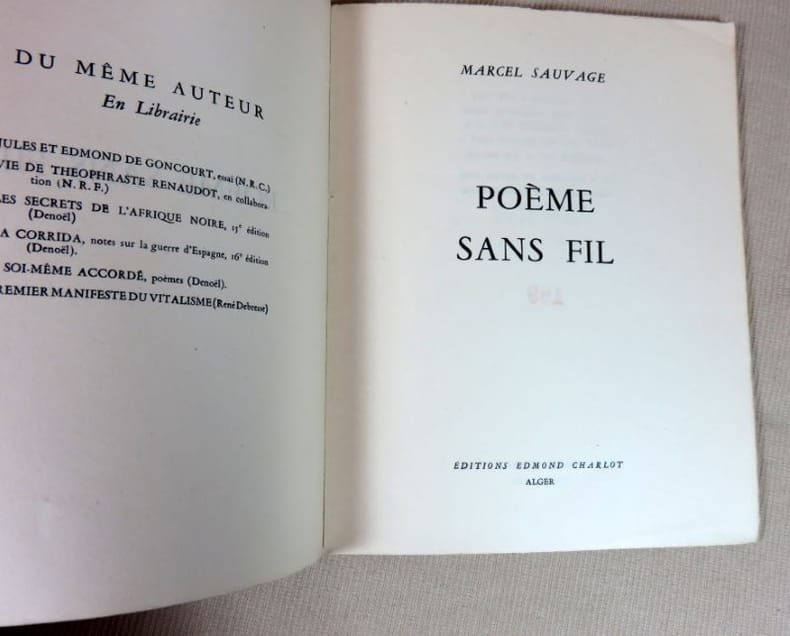 DU MÊME AUTEUR
En Librairie
JULES ET EDMOND DE GONCOURT, essai (N.R.C.)
VIE DE THEOPHRASTE RENAUDOT, en collabora-
tion (N.R.F.)
LES SECRETS DE L'AFRIQUE NOIRE, 15e édition
(Denoël)
A CORRIDA, notes sur la guerre d'Espagne, 16e édition
(Denoël).
SOI-MÊME ACCORDÉ, poèmes (Denoël).
REMIER MANIFESTE DU VITALISME (René Debresse)
MARCEL SAUVAGE
POÈME
SANS FIL
ÉDITIONS EDMOND CHARLOT
ALGER